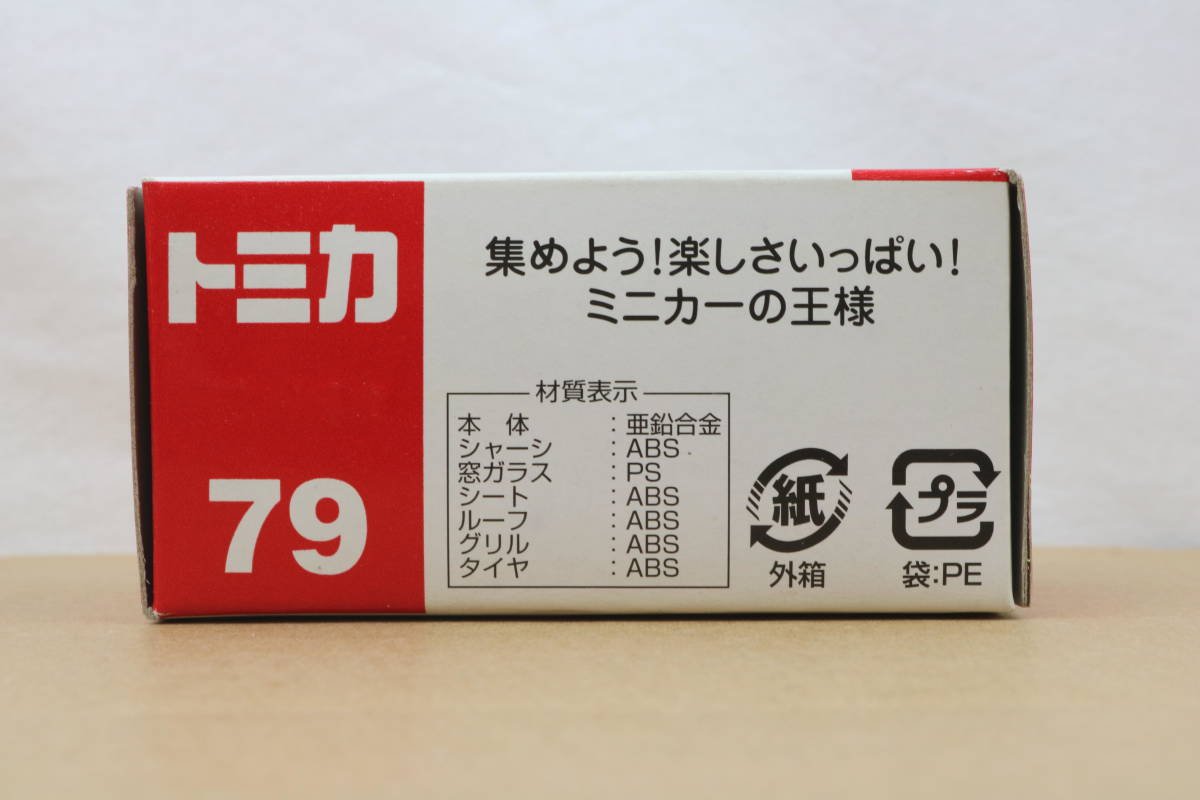 トミカ
79
集めよう!楽しさいっぱい!
ミニカーの王様
材質表示
本 体 : 亜鉛合金
シャーシ : ABS
窓ガラス : PS
シート : ABS
ルーフ : ABS
グリル : ABS
タイヤ : ABS
紙
外箱
プラ
袋:PE